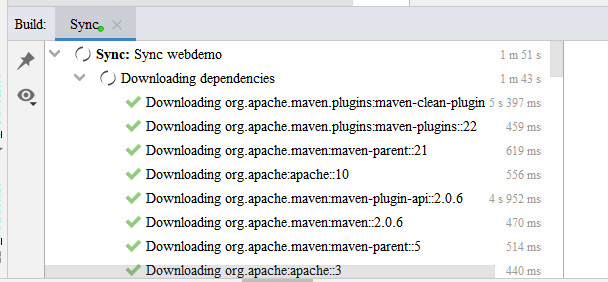 Build: Sync
Sync: Sync webdemo 1 m 51 s
Downloading dependencies 1 m 43 s
Downloading org.apache.maven.plugins:maven-clean-plugin 5 s 397 ms
Downloading org.apache.maven.plugins:maven-plugins::22 459 ms
Downloading org.apache.maven:maven-parent::21 619 ms
Downloading org.apache:apache::10 556 ms
Downloading org.apache.maven:maven-plugin-api::2.0.6 4 s 952 ms
Downloading org.apache.maven:maven::2.0.6 470 ms
Downloading org.apache.maven:maven-parent::5 514 ms
Downloading org.apache:apache::3 440 ms